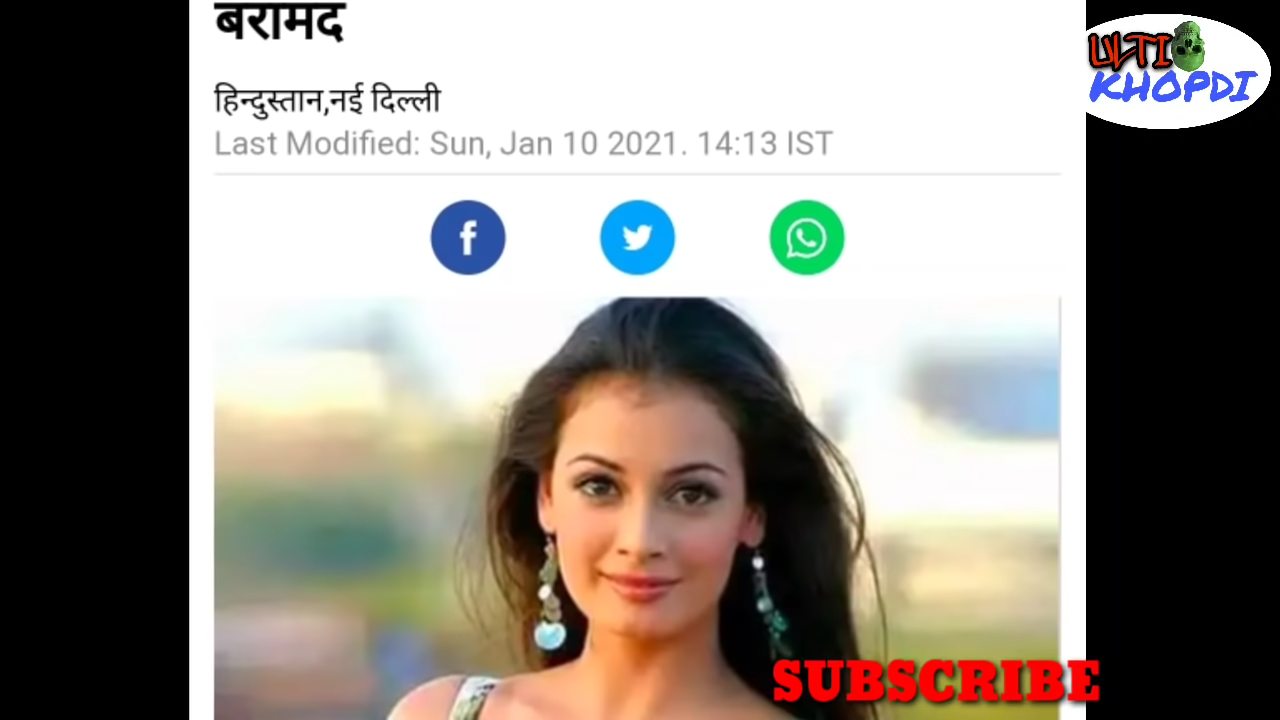 बरामद
हिन्दुस्तान,नई दिल्ली
Last Modified: Sun, Jan 10 2021. 14:13 IST
ULTI
KHOPDI
SUBSCRIBE